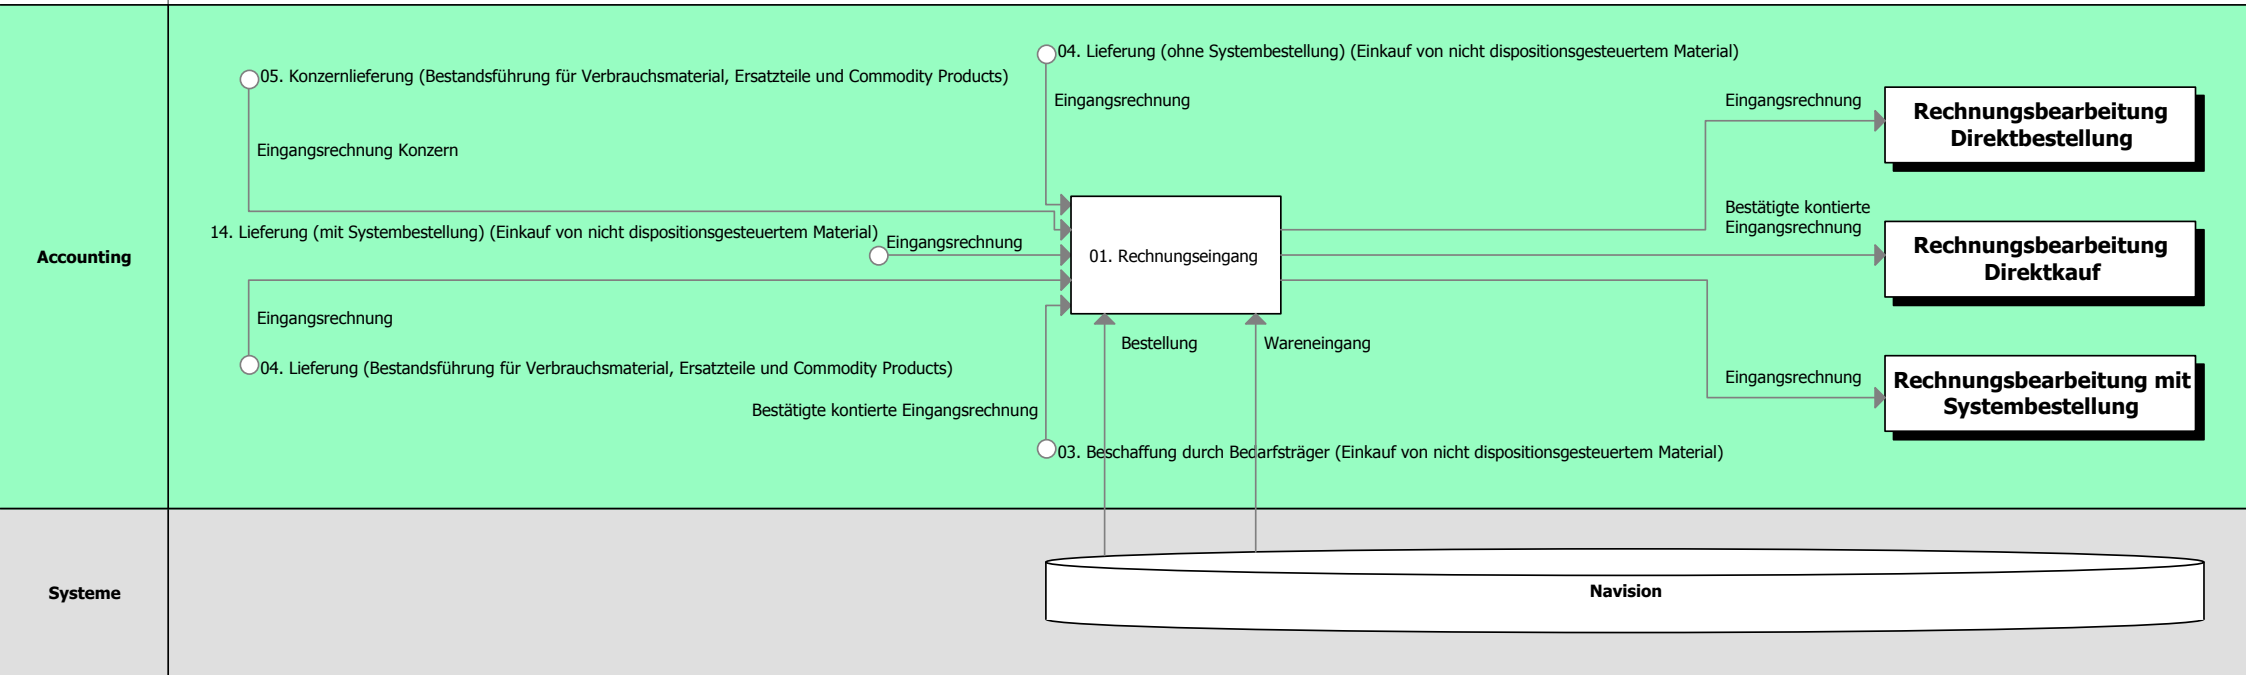 04. Lieferung (ohne Systembestellung) (Einkauf von nicht dispositionsgesteuertem Material)
05. Konzernlieferung (Bestandsführung für Verbrauchsmaterial, Ersatzteile und Commodity Products)
Eingangsrechnung
Eingangsrechnung
Rechnungsbearbeitung
Direktbestellung
Eingangsrechnung Konzern
14. Lieferung (mit Systembestellung) (Einkauf von nicht dispositionsgesteuertem Material)
Eingangsrechnung
Bestätigte kontierte
Eingangsrechnung
Accounting
01. Rechnungseingang
Rechnungsbearbeitung
Direktkauf
Eingangsrechnung
Bestellung
Wareneingang
04. Lieferung (Bestandsführung für Verbrauchsmaterial, Ersatzteile und Commodity Products)
Eingangsrechnung
Rechnungsbearbeitung mit
Systembestellung
Bestätigte kontierte Eingangsrechnung
03. Beschaffung durch Bedarfsträger (Einkauf von nicht dispositionsgesteuertem Material)
Systeme
Navision